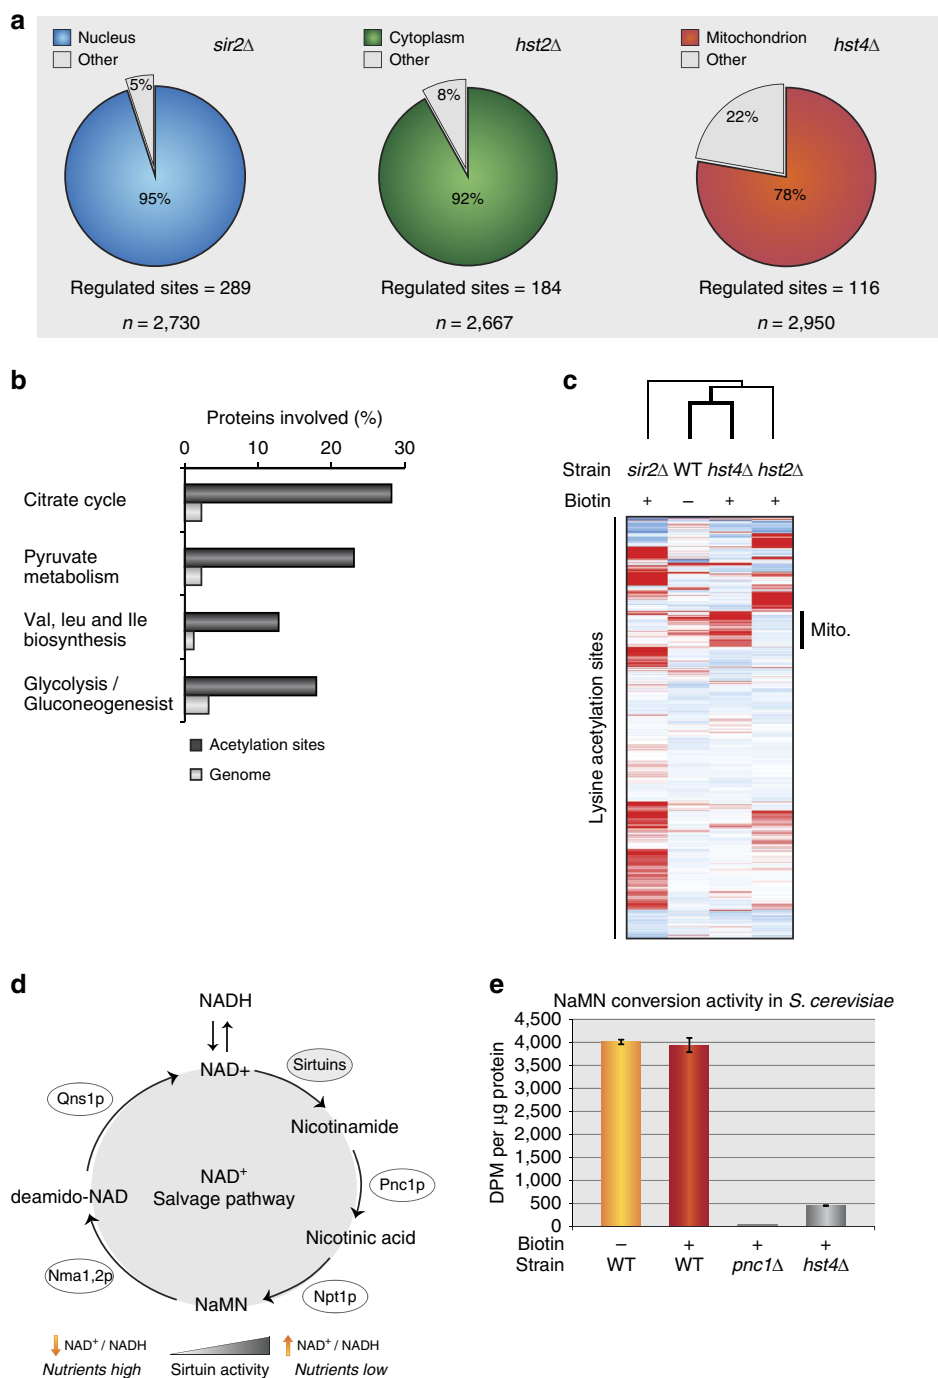 a
Nucleus
Other
sir2Δ
5%
95%
Regulated sites = 289
n = 2,730
Cytoplasm
Other
hst2Δ
8%
92%
Regulated sites = 184
n = 2,667
Mitochondrion
Other
hst4Δ
22%
78%
Regulated sites = 116
n = 2,950
b
Proteins involved (%)
0 10 20 30
Citrate cycle
Pyruvate
metabolism
Val, leu and Ile
biosynthesis
Glycolysis /
Gluconeogenesist
Acetylation sites
Genome
c
Strain sir2Δ WT hst4Δ hst2Δ
Biotin + – + +
Lysine acetylation sites
Mito.
d
NADH
NAD+
Sirtuins
Nicotinamide
Pnc1p
Nicotinic acid
Npt1p
NaMN
Nma1,2p
deamido-NAD
Qns1p
NAD⁺
Salvage pathway
NAD⁺ / NADH
Nutrients high
Sirtuin activity
NAD⁺ / NADH
Nutrients low
e
NaMN conversion activity in S. cerevisiae
DPM per µg protein
4,500
4,000
3,500
3,000
2,500
2,000
1,500
1,000
500
0
Biotin – + + +
Strain WT WT pnc1Δ hst4Δ